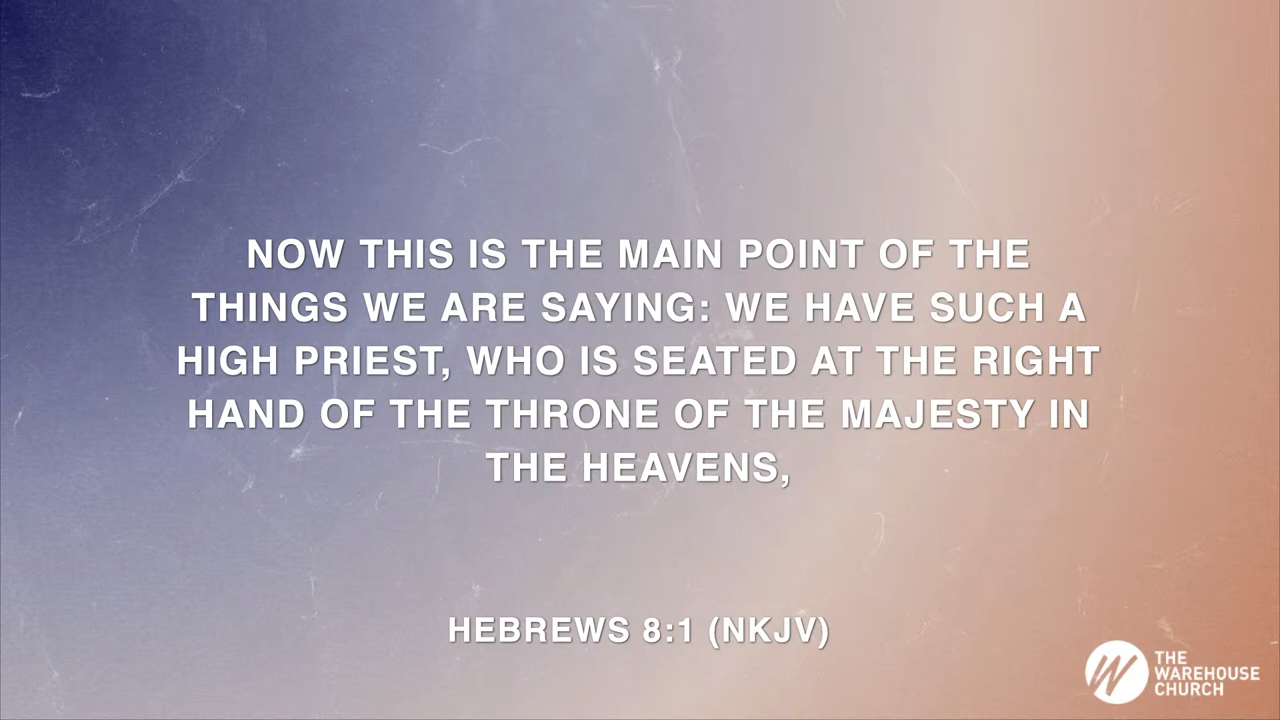 NOW THIS IS THE MAIN POINT OF THE
THINGS WE ARE SAYING: WE HAVE SUCH A
HIGH PRIEST, WHO IS SEATED AT THE RIGHT
HAND OF THE THRONE OF THE MAJESTY IN
THE HEAVENS,
HEBREWS 8:1 (NKJV)
THE
WAREHOUSE
CHURCH